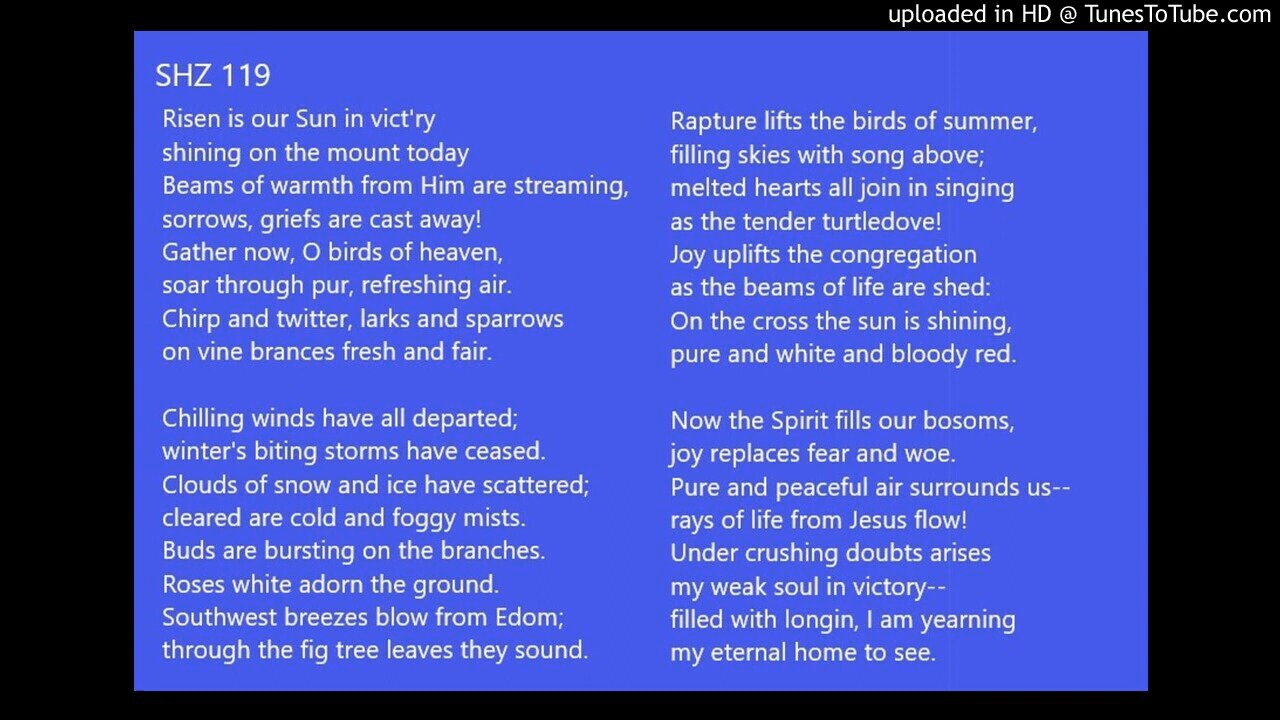 uploaded in HD @ TunesToTube.com
SHZ 119
Risen is our Sun in vict'ry
shining on the mount today
Beams of warmth from Him are streaming,
sorrows, griefs are cast away!
Gather now, O birds of heaven,
soar through pur, refreshing air.
Chirp and twitter, larks and sparrows
on vine brances fresh and fair.
Chilling winds have all departed;
winter's biting storms have ceased.
Clouds of snow and ice have scattered;
cleared are cold and foggy mists.
Buds are bursting on the branches.
Roses white adorn the ground.
Southwest breezes blow from Edom;
through the fig tree leaves they sound.
Rapture lifts the birds of summer,
filling skies with song above;
melted hearts all join in singing
as the tender turtledove!
Joy uplifts the congregation
as the beams of life are shed:
On the cross the sun is shining,
pure and white and bloody red.
Now the Spirit fills our bosoms,
joy replaces fear and woe.
Pure and peaceful air surrounds us--
rays of life from Jesus flow!
Under crushing doubts arises
my weak soul in victory--
filled with longin, I am yearning
my eternal home to see.